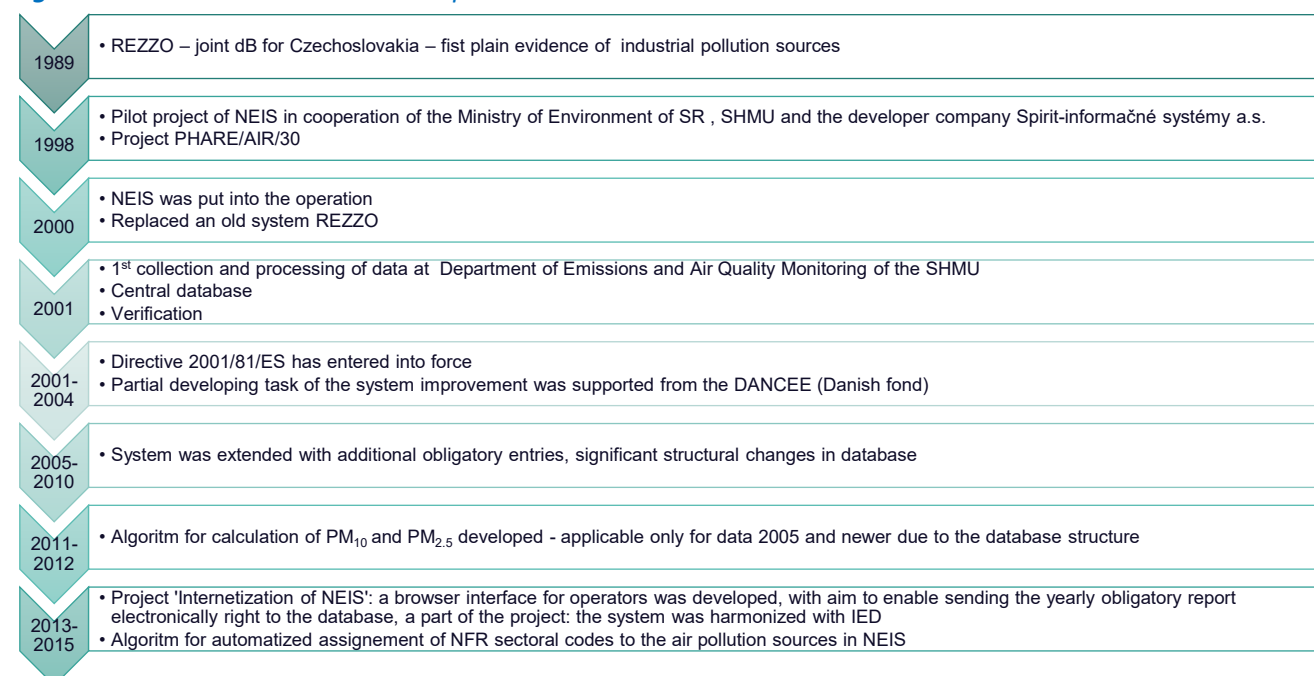 1989
• REZZO – joint dB for Czechoslovakia – fist plain evidence of industrial pollution sources
1998
• Pilot project of NEIS in cooperation of the Ministry of Environment of SR , SHMU and the developer company Spirit-informačné systémy a.s.
• Project PHARE/AIR/30
2000
• NEIS was put into the operation
• Replaced an old system REZZO
2001
• 1st collection and processing of data at Department of Emissions and Air Quality Monitoring of the SHMU
• Central database
• Verification
2001-
2004
• Directive 2001/81/ES has entered into force
• Partial developing task of the system improvement was supported from the DANCEE (Danish fond)
2005-
2010
• System was extended with additional obligatory entries, significant structural changes in database
2011-
2012
• Algoritm for calculation of PM10 and PM2.5 developed - applicable only for data 2005 and newer due to the database structure
2013-
2015
• Project 'Internetization of NEIS': a browser interface for operators was developed, with aim to enable sending the yearly obligatory report
electronically right to the database, a part of the project: the system was harmonized with IED
• Algoritm for automatized assignement of NFR sectoral codes to the air pollution sources in NEIS